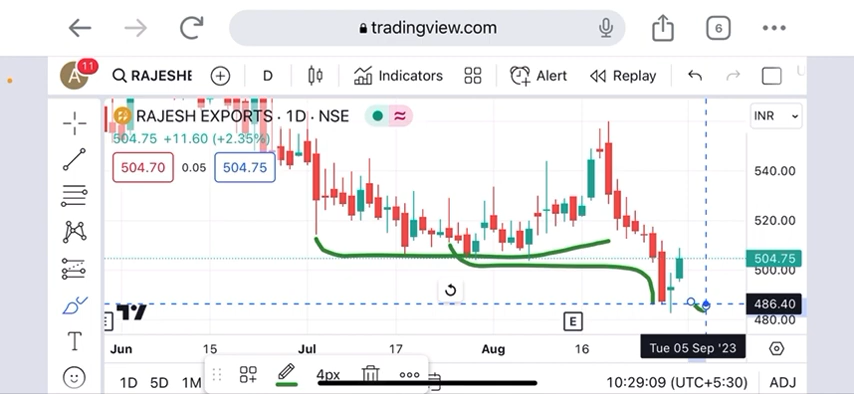 tradingview.com
6
A
11
RAJESHE
D
Indicators
Alert
Replay
RAJESH EXPORTS · 1D · NSE
INR
504.75 +11.60 (+2.35%)
504.70
0.05
504.75
540.00
520.00
504.75
500.00
486.40
480.00
E
Jun
15
Jul
17
Aug
16
Tue 05 Sep '23
T
1D
5D
1M
4px
10:29:09 (UTC+5:30)
ADJ